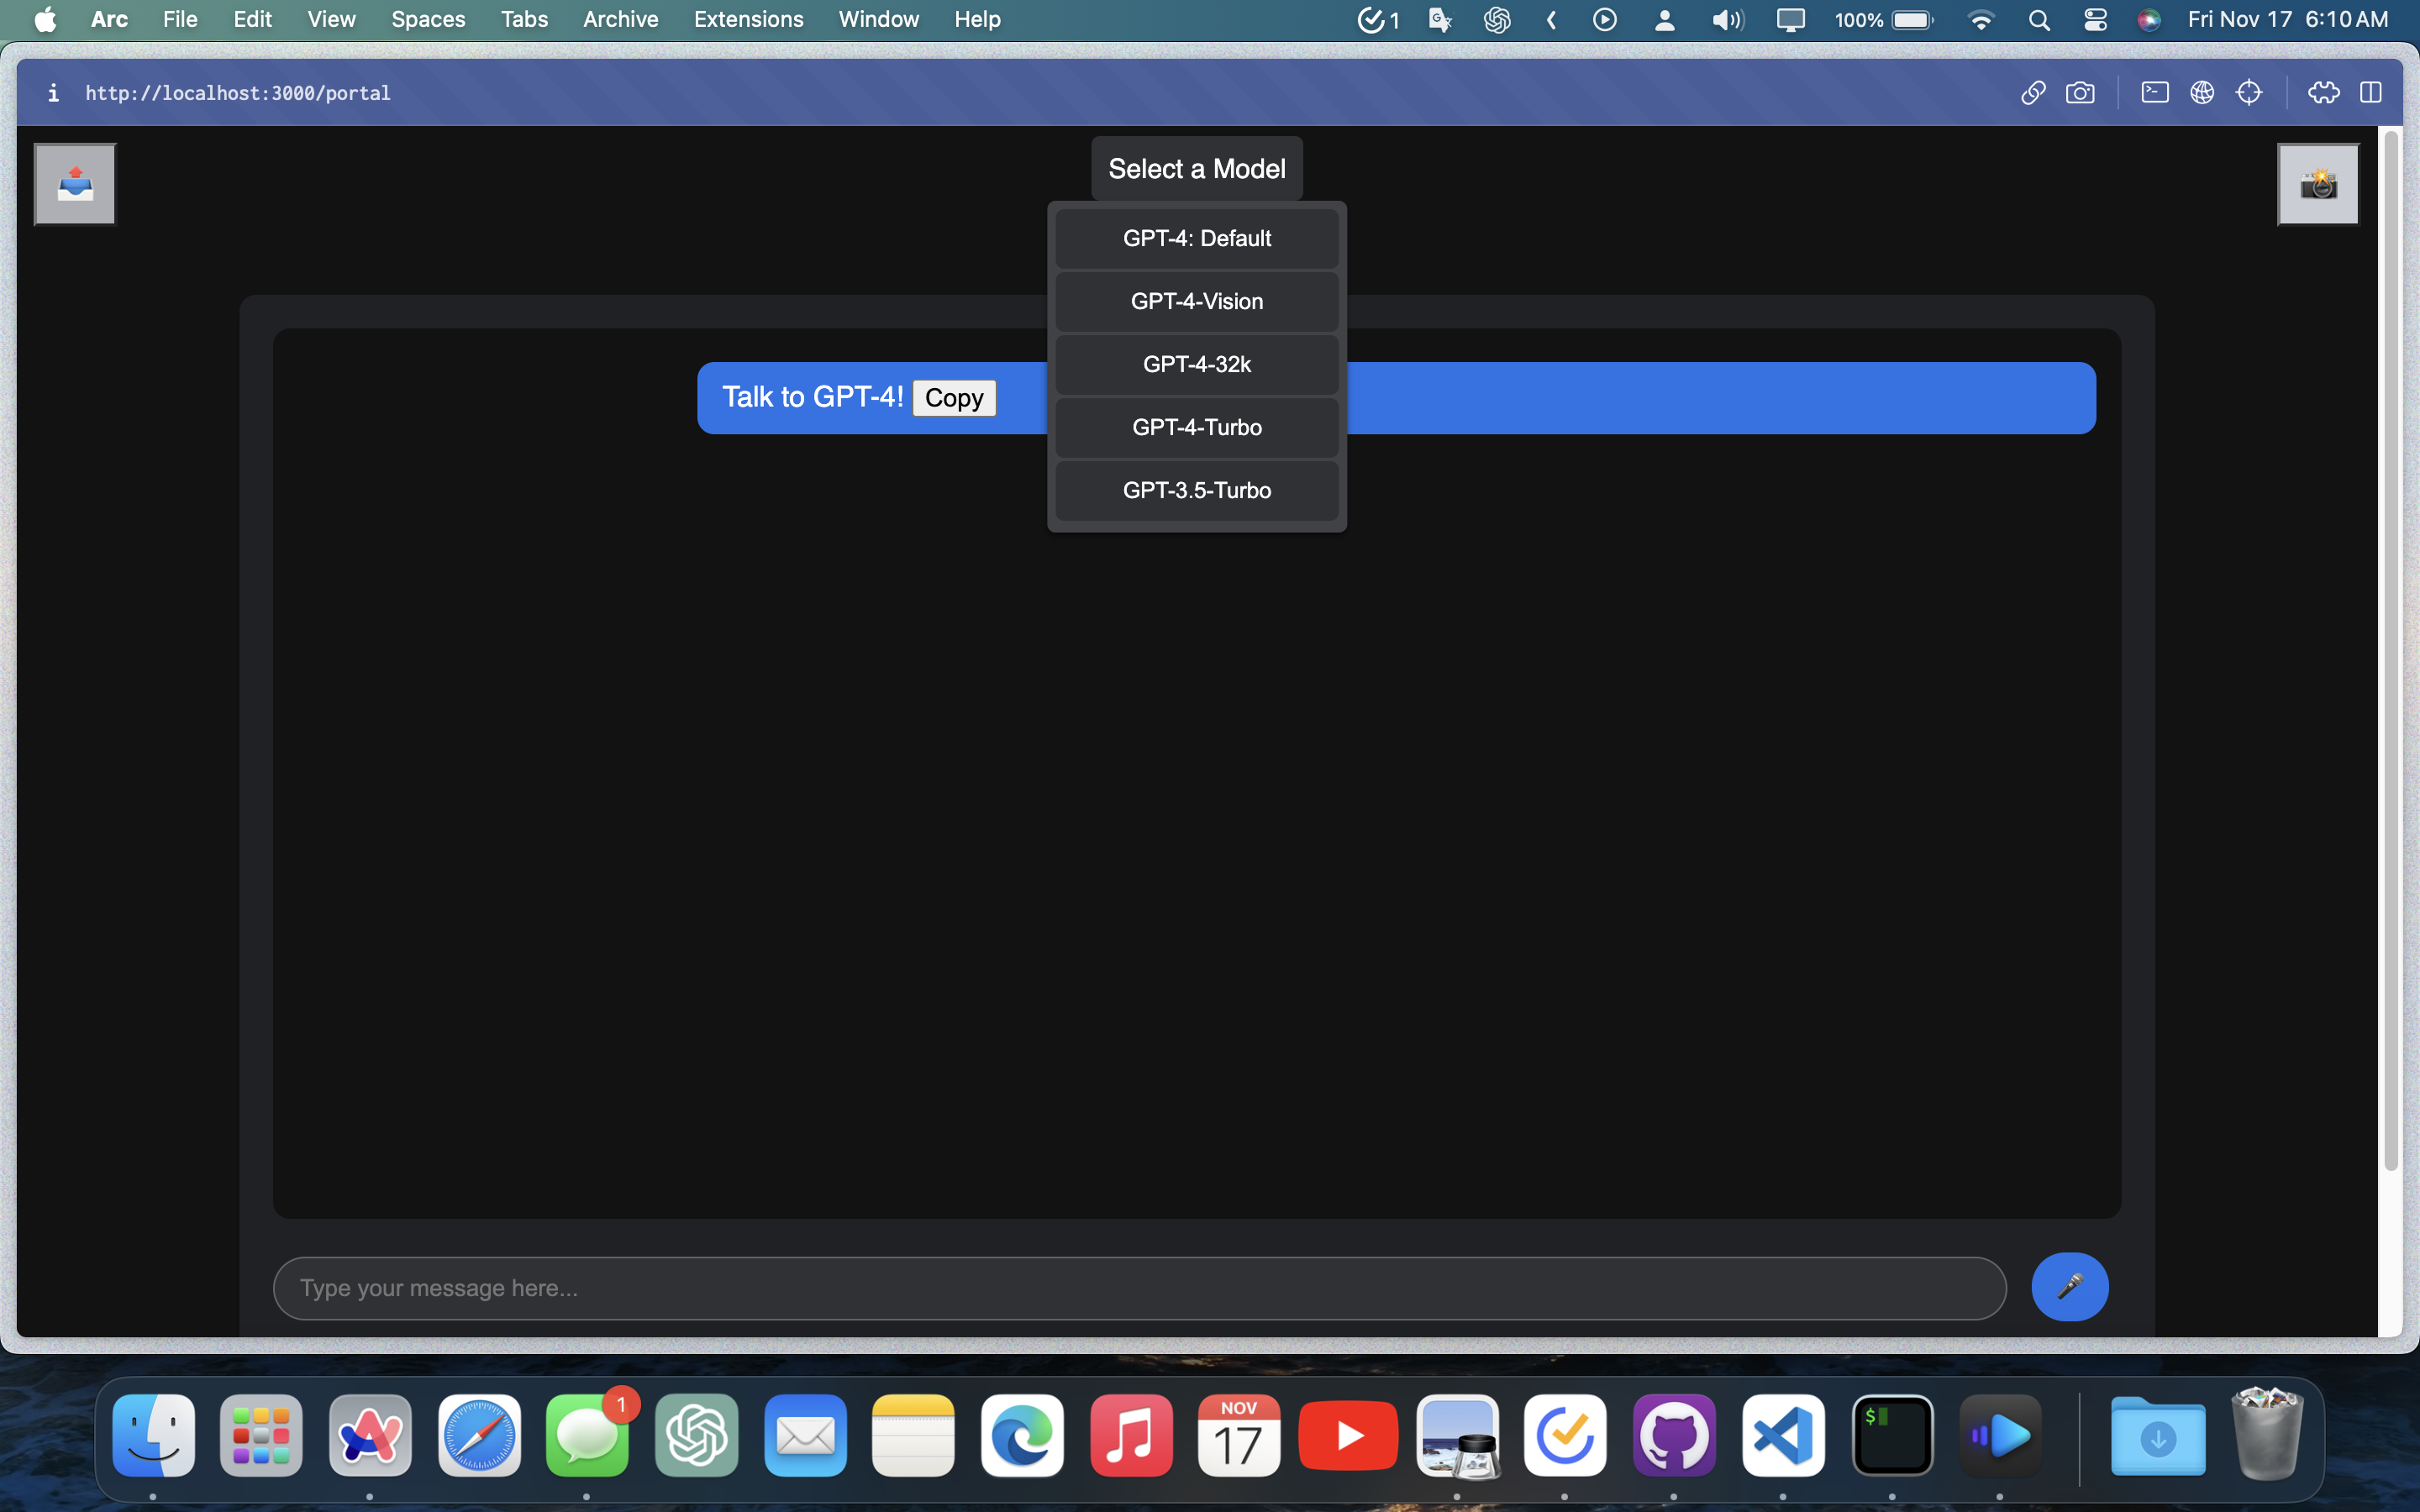 Arc File Edit View Spaces Tabs Archive Extensions Window Help 1 100% Fri Nov 17 6:10 AM
http://localhost:3000/portal
Select a Model
GPT-4: Default
GPT-4-Vision
GPT-4-32k
GPT-4-Turbo
GPT-3.5-Turbo
Talk to GPT-4! Copy
Type your message here...
1
NOV
17
$